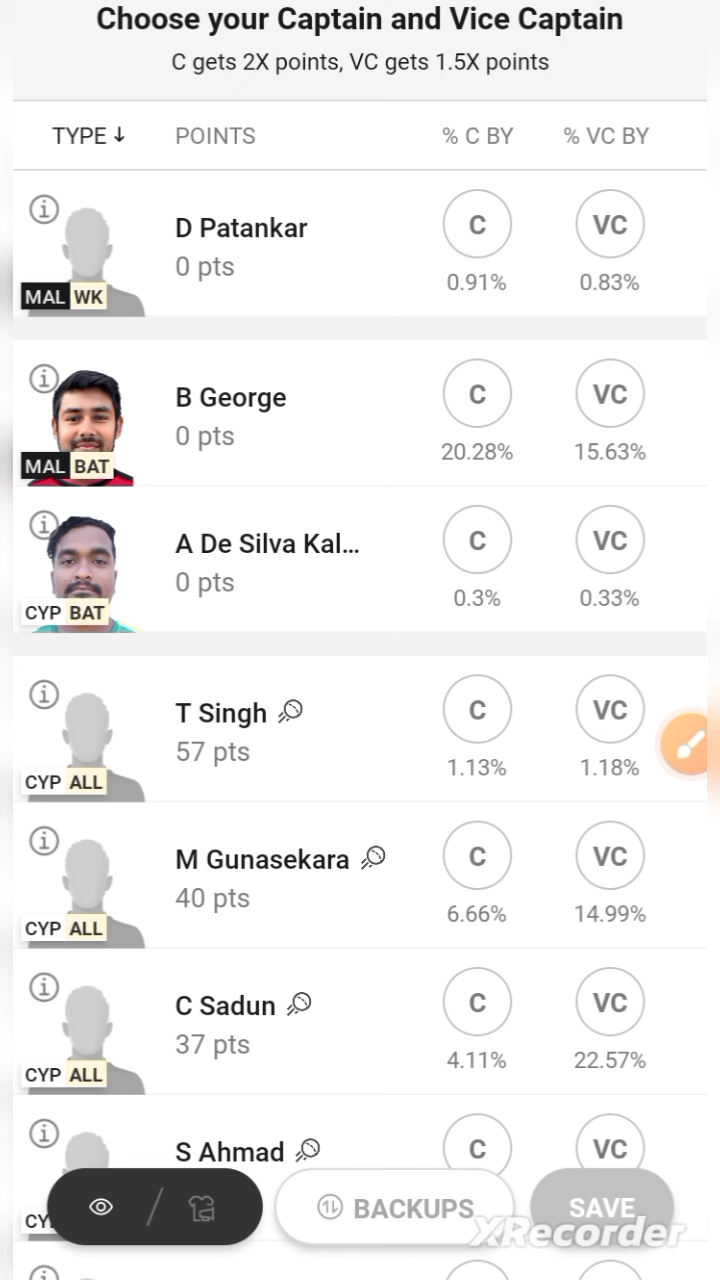 Choose your Captain and Vice Captain
C gets 2X points, VC gets 1.5X points
TYPE↓ POINTS % C BY % VC BY
D Patankar C VC
0 pts 0.91% 0.83%
MAL WK
B George C VC
0 pts 20.28% 15.63%
MAL BAT
A De Silva Kal... C VC
0 pts 0.3% 0.33%
CYP BAT
T Singh C VC
57 pts 1.13% 1.18%
CYP ALL
M Gunasekara C VC
40 pts 6.66% 14.99%
CYP ALL
C Sadun C VC
37 pts 4.11% 22.57%
CYP ALL
S Ahmad C VC
CY
BACKUPS SAVE
XRecorder